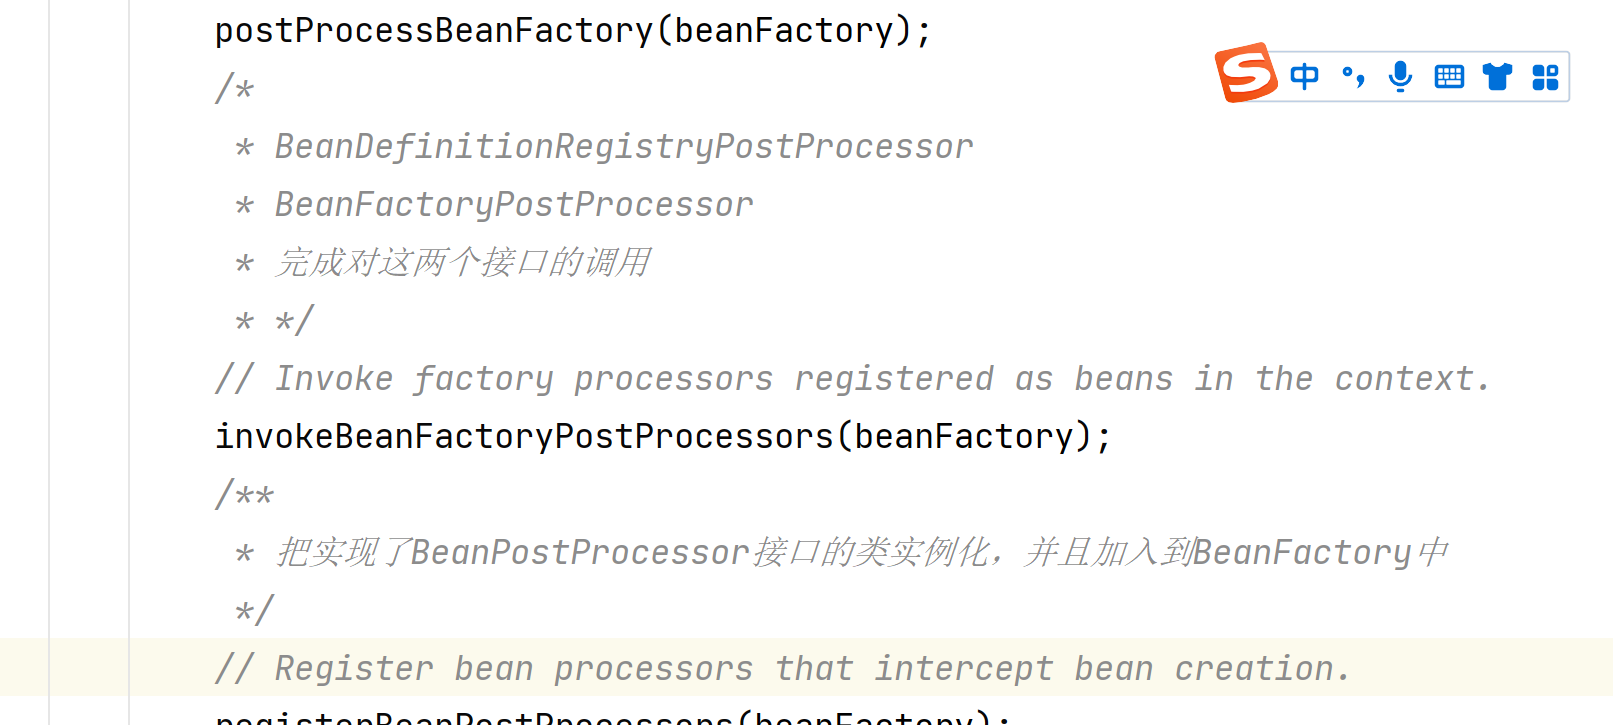 postProcessBeanFactory(beanFactory);
/*
* BeanDefinitionRegistryPostProcessor
* BeanFactoryPostProcessor
* 完成对这两个接口的调用
* */
// Invoke factory processors registered as beans in the context.
invokeBeanFactoryPostProcessors(beanFactory);
/**
* 把实现了BeanPostProcessor接口的类实例化，并且加入到BeanFactory中
*/
// Register bean processors that intercept bean creation.
registerBeanPostProcessors(beanFactory);
S中